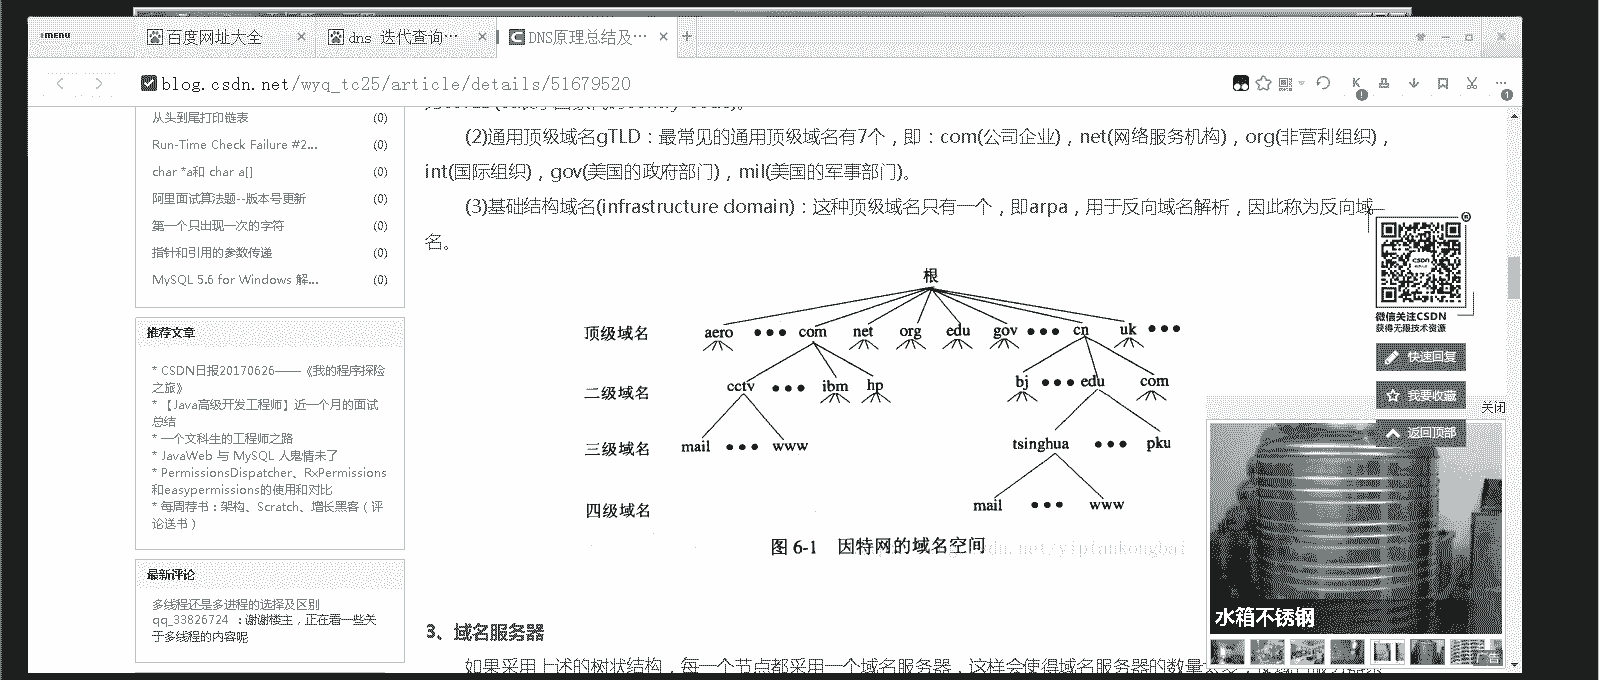 ≡MENU
百度网址大全 ×
dns 迭代查询… ×
DNS原理总结及… ×
blog.csdn.net/wyq_tc25/article/details/51679520
从头到尾打印链表 (0)
Run-Time Check Failure #2... (0)
char *a和 char a[] (0)
阿里面试算法题--版本号更新 (0)
第一个只出现一次的字符 (0)
指针和引用的参数传递 (0)
MySQL 5.6 for Windows 解... (0)
推荐文章
* CSDN日报20170626——《我的程序探险
之旅》
* 【Java高级开发工程师】近一个月的面试
总结
* 一个文科生的工程师之路
* JavaWeb 与 MySQL 人鬼情未了
* PermissionsDispatcher、RxPermissions
和easypermissions的使用和对比
* 每周荐书：架构、Scratch、增长黑客（评
论送书）
最新评论
多线程还是多进程的选择及区别
qq_33826724 ：谢谢楼主，正在看一些关
于多线程的内容呢
(2)通用顶级域名gTLD：最常见的通用顶级域名有7个，即：com(公司企业)，net(网络服务机构)，org(非营利组织)，
int(国际组织)，gov(美国的政府部门)，mil(美国的军事部门)。
(3)基础结构域名(infrastructure domain)：这种顶级域名只有一个，即arpa，用于反向域名解析，因此称为反向域
名。
根
顶级域名 aero ••• com net org edu gov ••• cn uk •••
二级域名 cctv ••• ibm hp bj ••• edu com
三级域名 mail ••• www tsinghua ••• pku
四级域名 mail ••• www
图 6-1 因特网的域名空间
dn.net/yipiankongbai
3、域名服务器
如果采用上述的树状结构，每一个节点都采用一个域名服务器，这样会使得域名服务器的数量
CSDN
微信关注CSDN
获得无限技术资源
快速回复
我要收藏
返回顶部
关闭
水箱不锈钢
广告